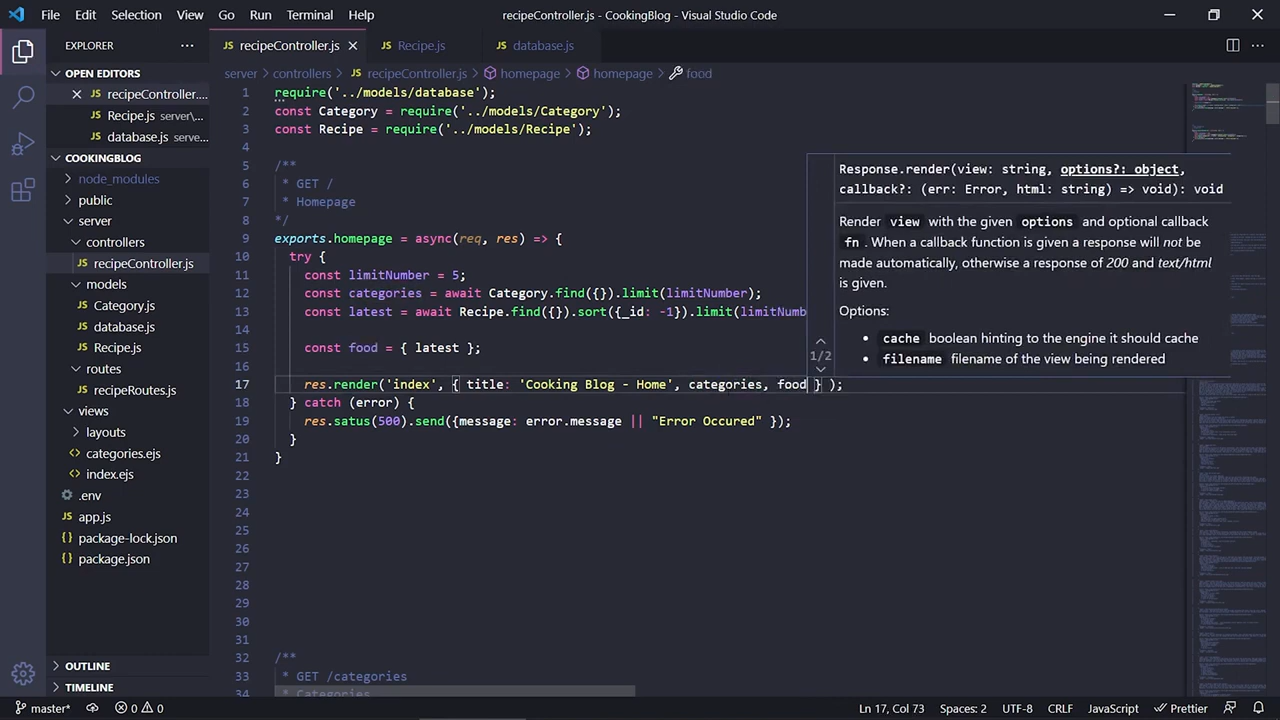 File Edit Selection View Go Run Terminal Help
recipeController.js - CookingBlog - Visual Studio Code
EXPLORER
OPEN EDITORS
recipeController....
Recipe.js server\...
database.js serve...
COOKINGBLOG
node_modules
public
server
controllers
recipeController.js
models
Category.js
database.js
Recipe.js
routes
recipeRoutes.js
views
layouts
categories.ejs
index.ejs
.env
app.js
package-lock.json
package.json
OUTLINE
TIMELINE
JS recipeController.js JS Recipe.js JS database.js
server > controllers > JS recipeController.js > homepage > homepage > food
1 require('../models/database');
2 const Category = require('../models/Category');
3 const Recipe = require('../models/Recipe');
4
5 /**
6 * GET /
7 * Homepage
8 */
9 exports.homepage = async(req, res) => {
10 try {
11 const limitNumber = 5;
12 const categories = await Category.find({}).limit(limitNumber);
13 const latest = await Recipe.find({}).sort({_id: -1}).limit(limitNumb
14
15 const food = { latest };
16
17 res.render('index', { title: 'Cooking Blog - Home', categories, food } );
18 } catch (error) {
19 res.satus(500).send({message: error.message || "Error Occured" });
20 }
21 }
22
23
24
25
26
27
28
29
30
31
32 /**
33 * GET /categories
34 * Categories
Response.render(view: string, options?: object,
callback?: (err: Error, html: string) => void): void
Render view with the given options and optional callback
fn . When a callback function is given a response will not be
made automatically, otherwise a response of 200 and text/html
is given.
Options:
1/2
• cache boolean hinting to the engine it should cache
• filename filename of the view being rendered
master* 0 0 Ln 17, Col 73 Spaces: 2 UTF-8 CRLF JavaScript Prettier